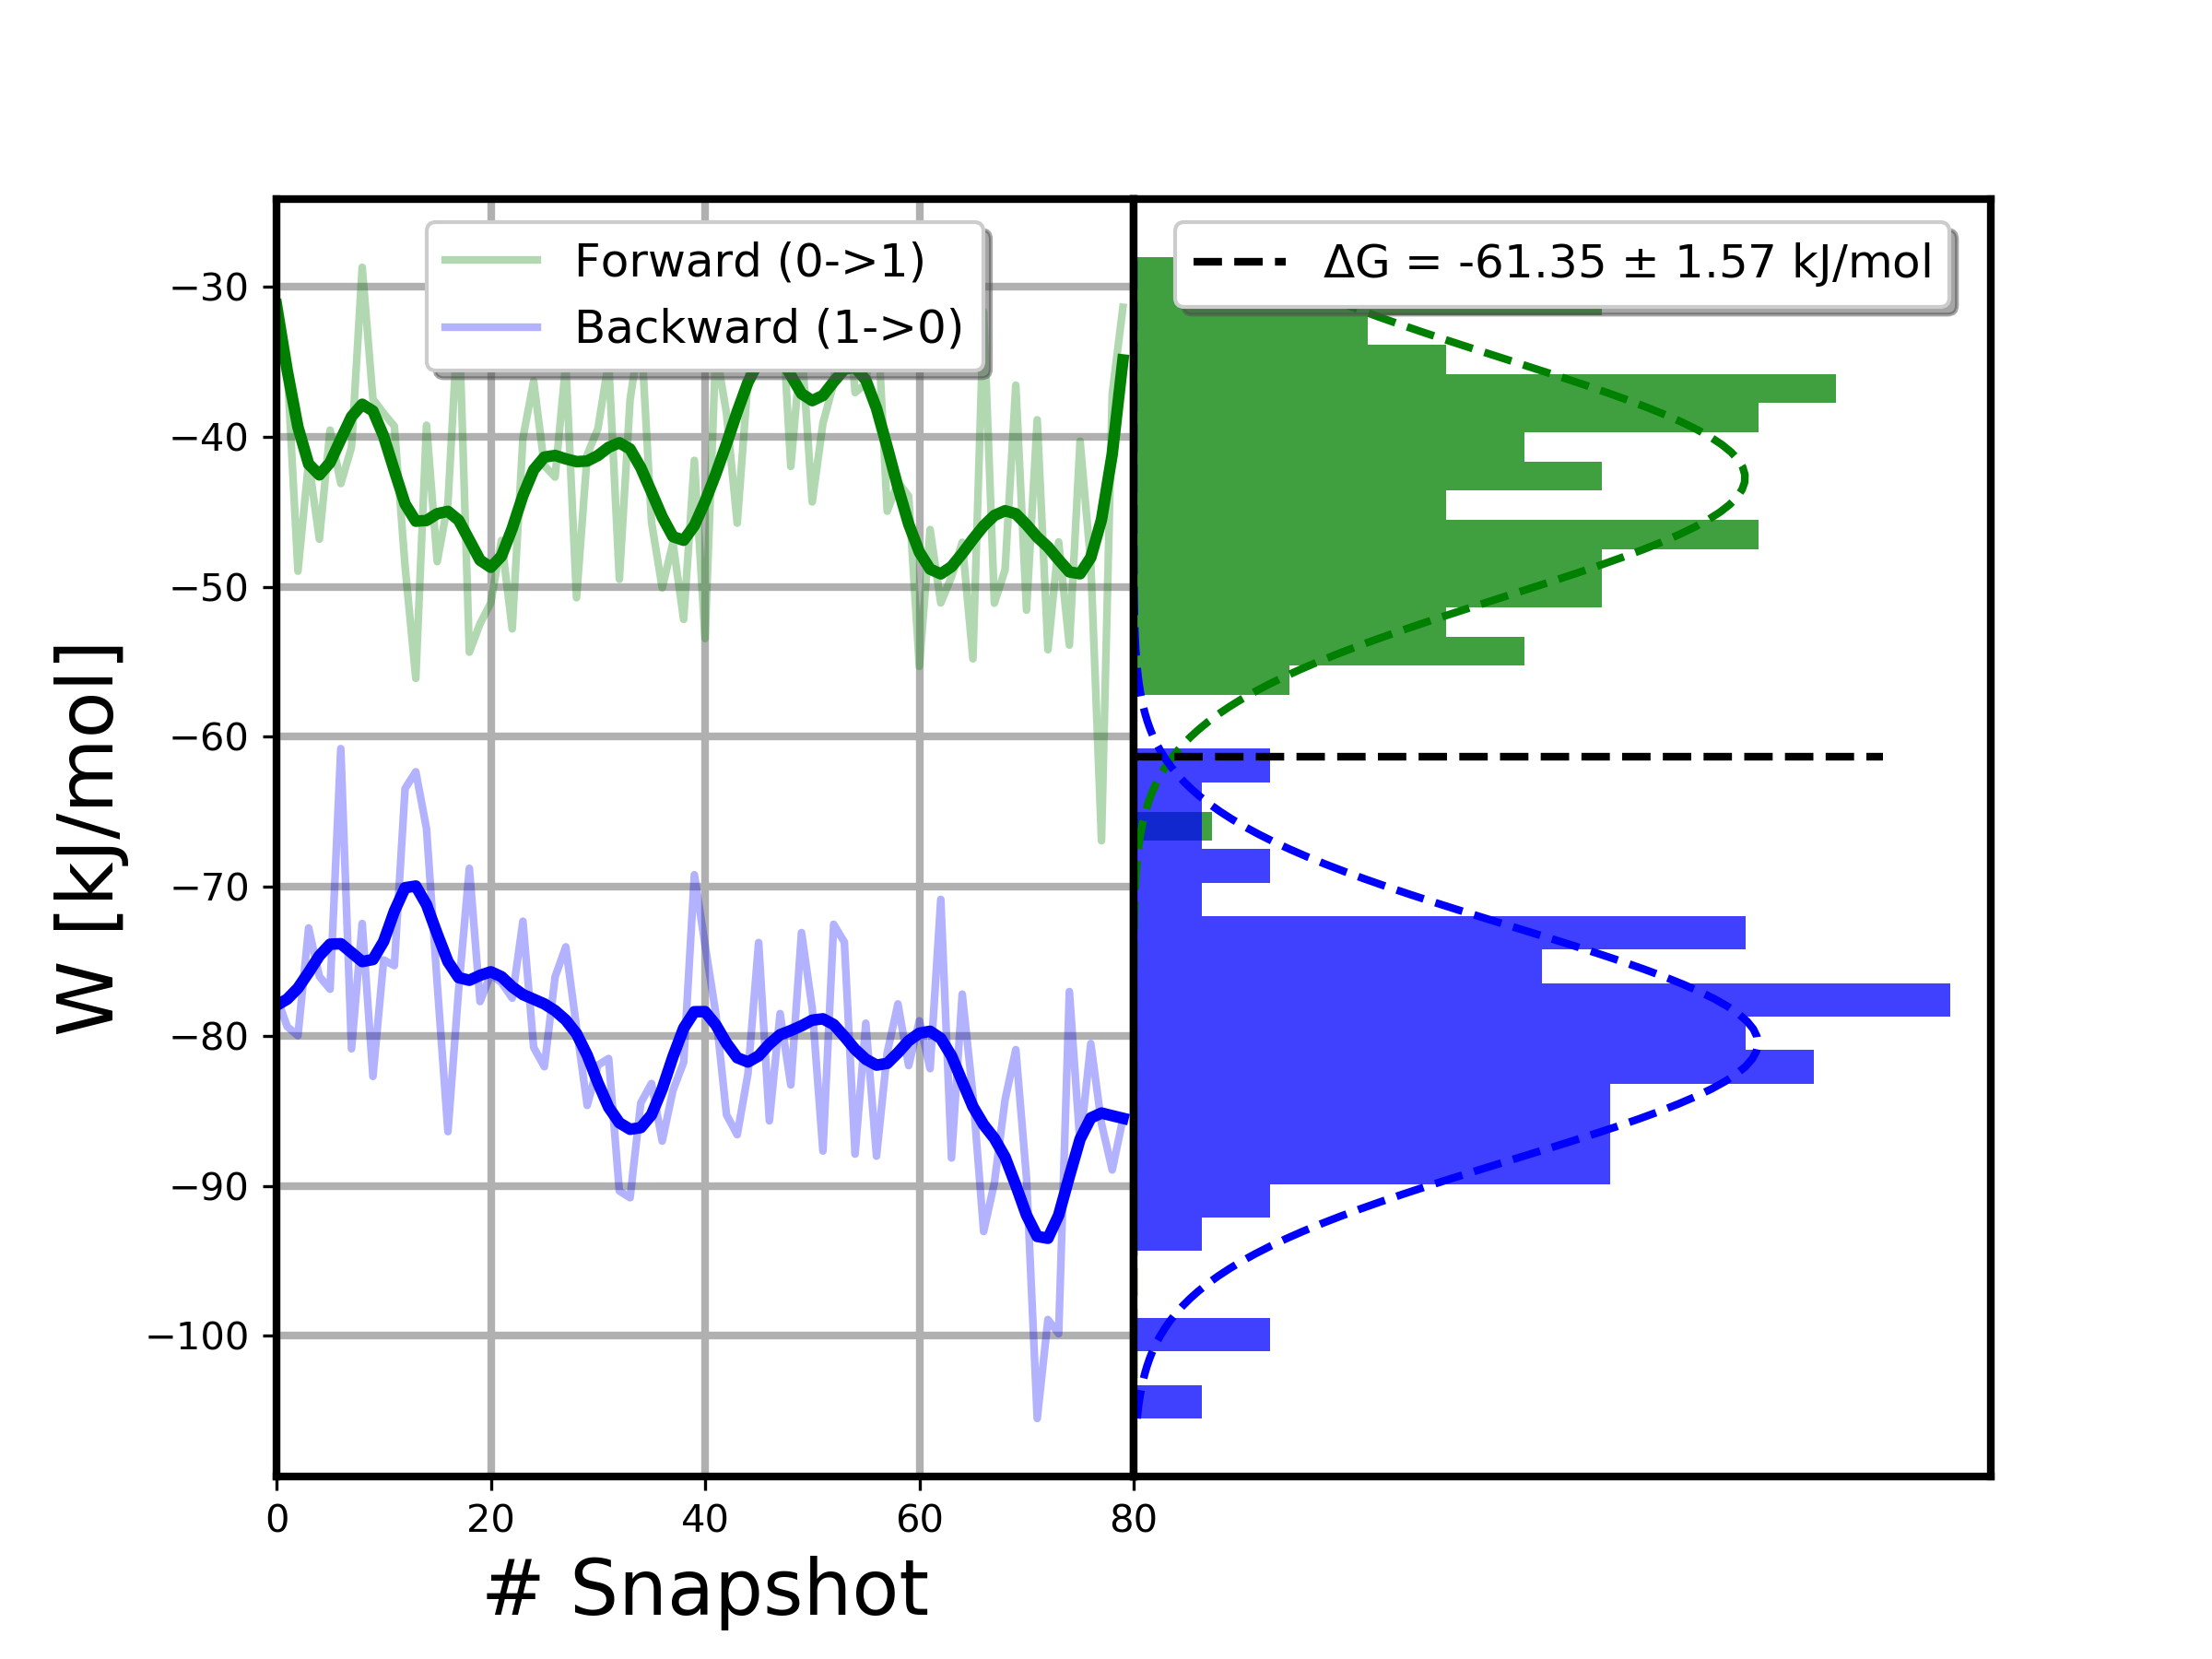 Forward (0->1)
Backward (1->0)
ΔG = -61.35 ± 1.57 kJ/mol
W [kJ/mol]
−30
−40
−50
−60
−70
−80
−90
−100
0 20 40 60 80
# Snapshot